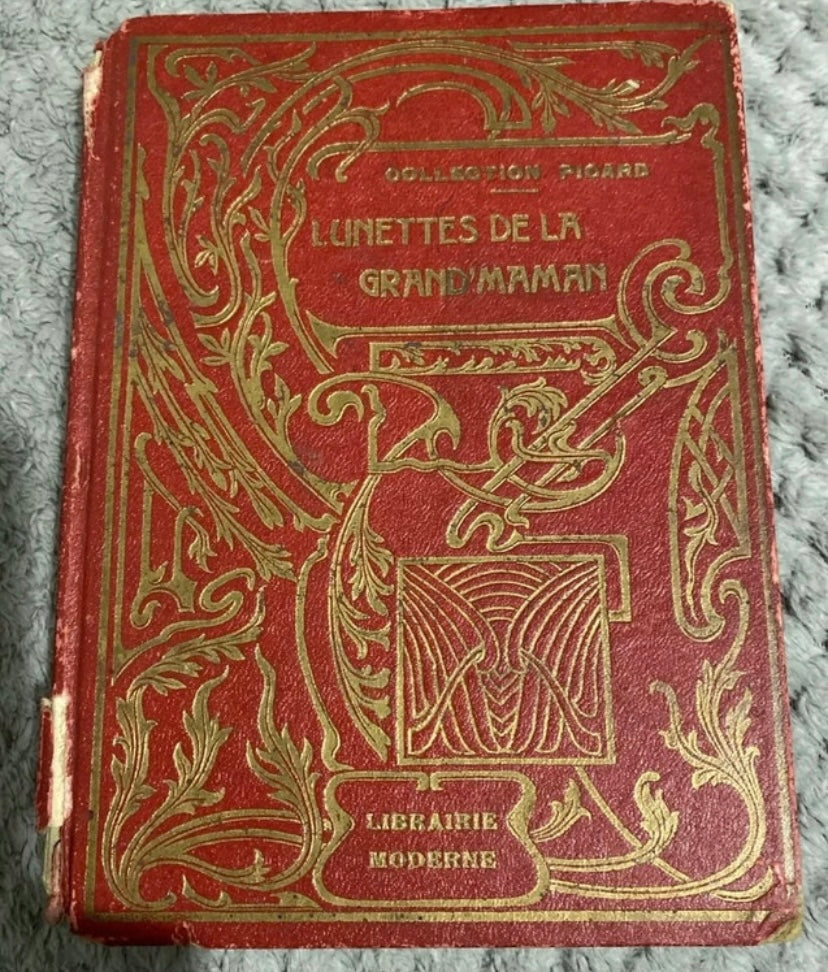 COLLECTION PICARD
LUNETTES DE LA
GRAND'MAMAN
LIBRAIRIE
MODERNE